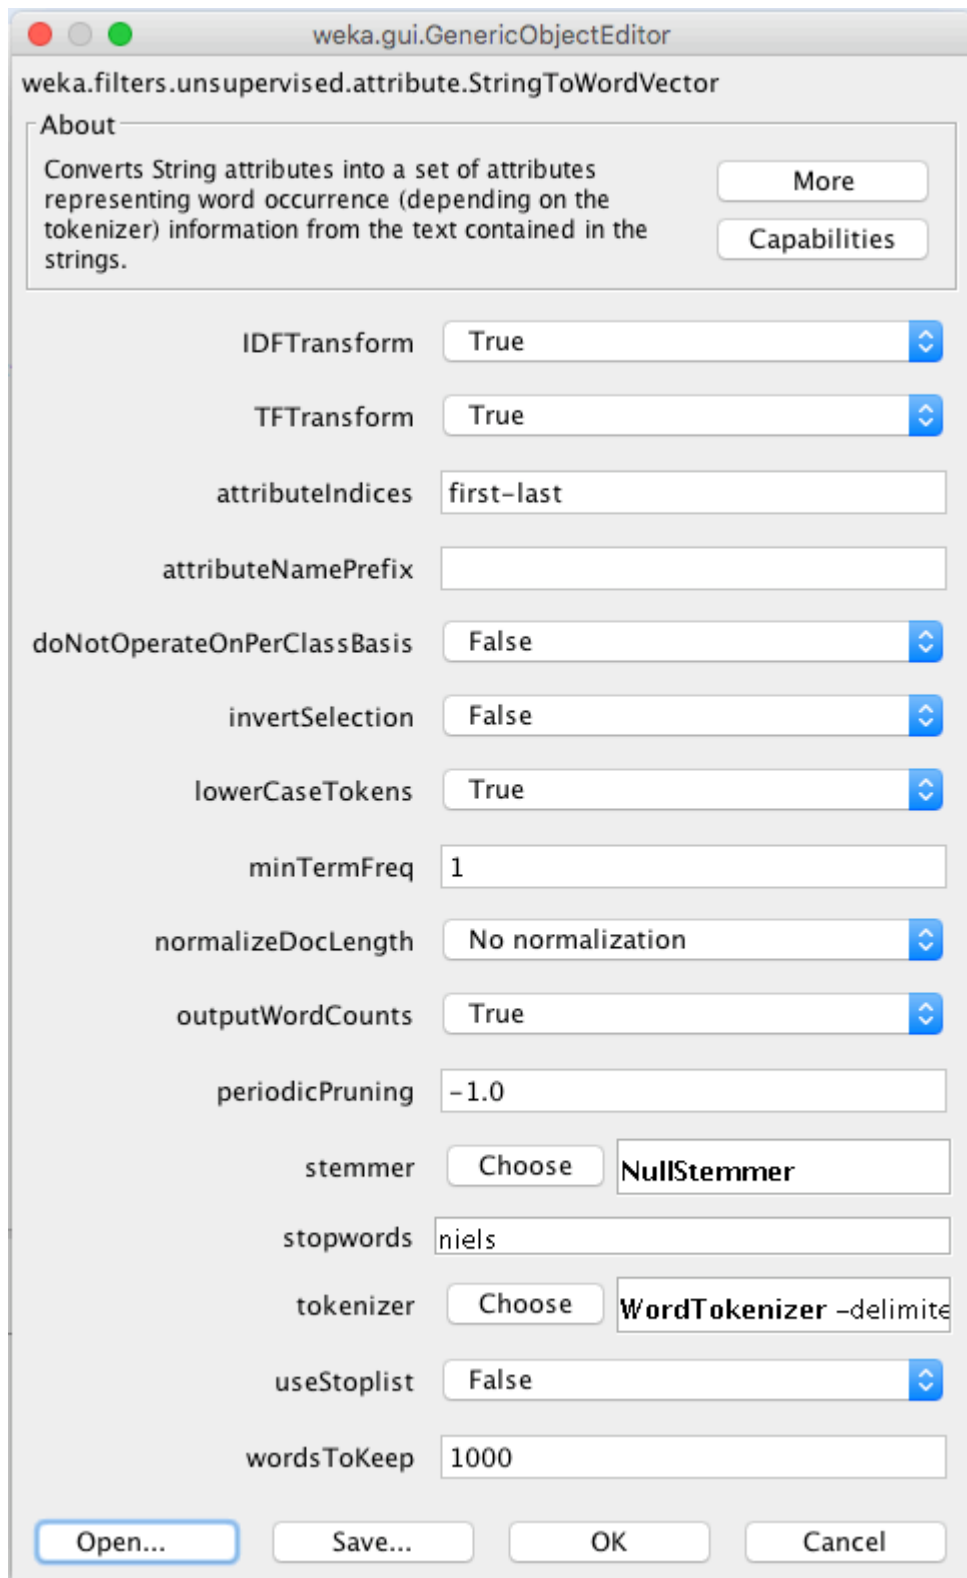 weka.gui.GenericObjectEditor
weka.filters.unsupervised.attribute.StringToWordVector
About
Converts String attributes into a set of attributes
representing word occurrence (depending on the
tokenizer) information from the text contained in the
strings.
More
Capabilities
IDFTransform True
TFTransform True
attributeIndices first-last
attributeNamePrefix
doNotOperateOnPerClassBasis False
invertSelection False
lowerCaseTokens True
minTermFreq 1
normalizeDocLength No normalization
outputWordCounts True
periodicPruning -1.0
stemmer Choose NullStemmer
stopwords niels
tokenizer Choose WordTokenizer -delimite
useStoplist False
wordsToKeep 1000
Open... Save... OK Cancel